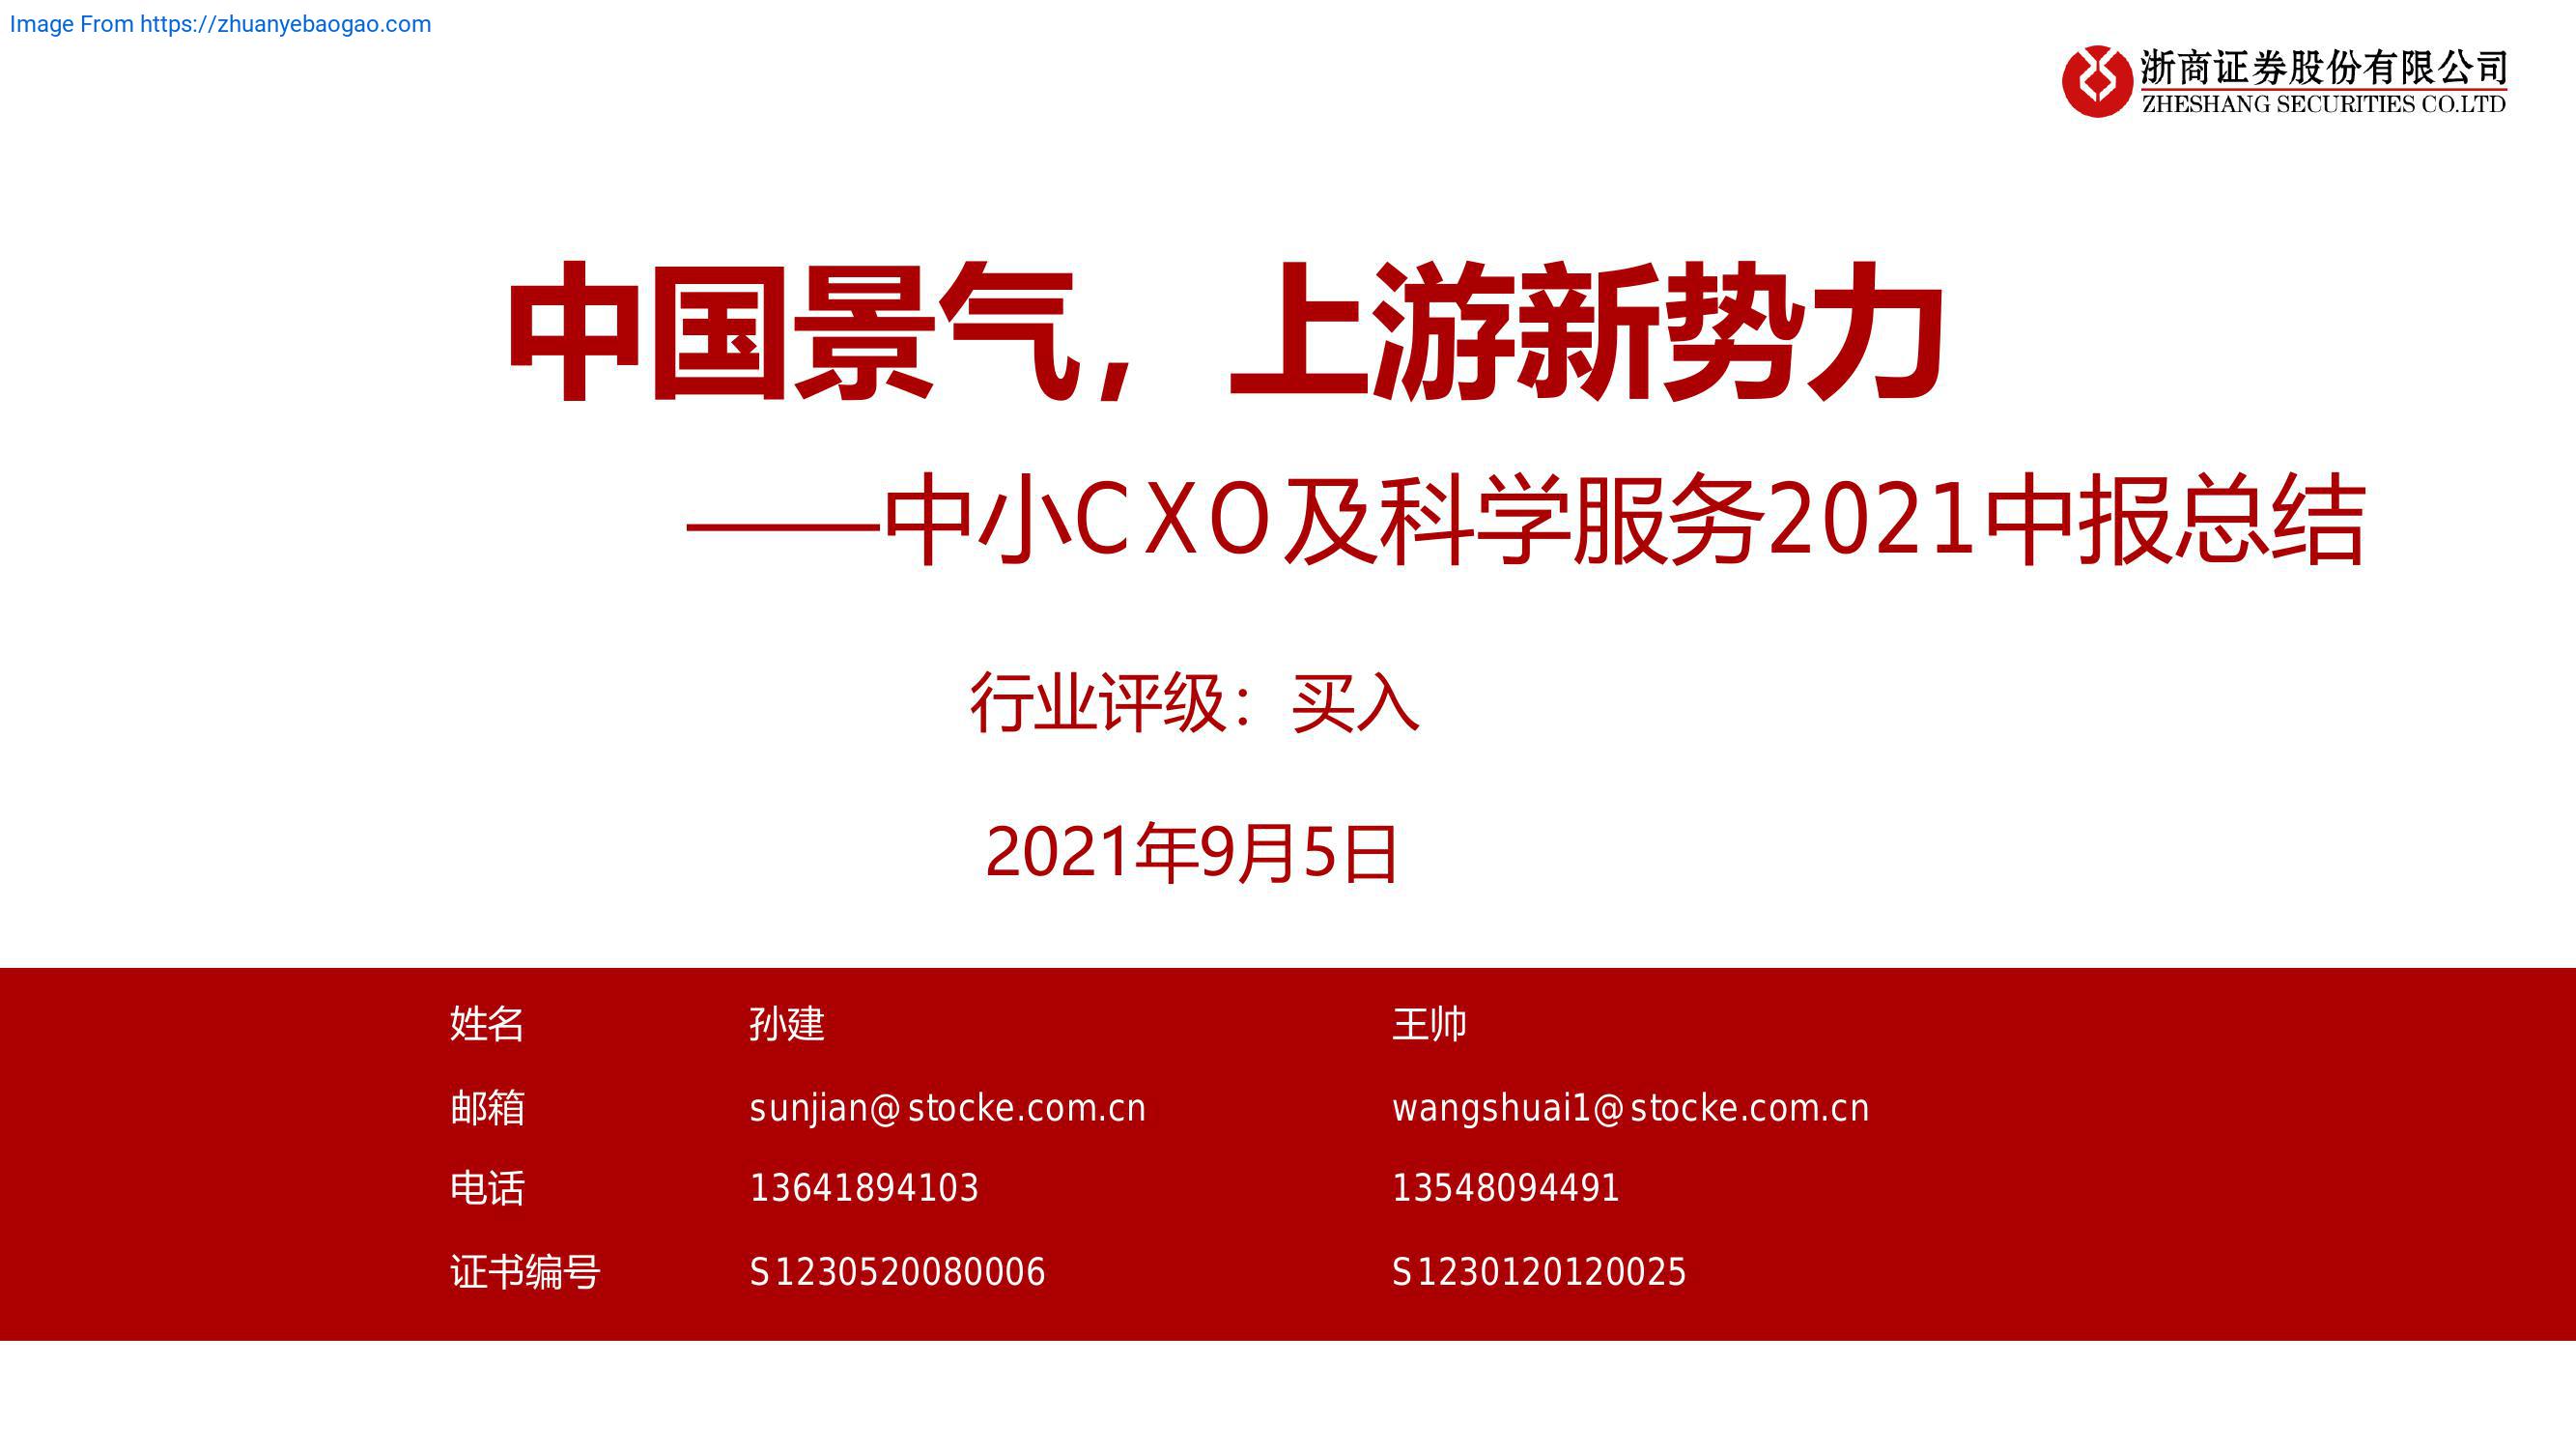 Image From https://zhuanyebaogao.com
浙商证券股份有限公司
ZHESHANG SECURITIES CO.LTD
中国景气，上游新势力
——中小CXO及科学服务2021中报总结
行业评级：买入
2021年9月5日
姓名 孙建 王帅
邮箱 sunjian@stocke.com.cn wangshuai1@stocke.com.cn
电话 13641894103 13548094491
证书编号 S1230520080006 S1230120120025